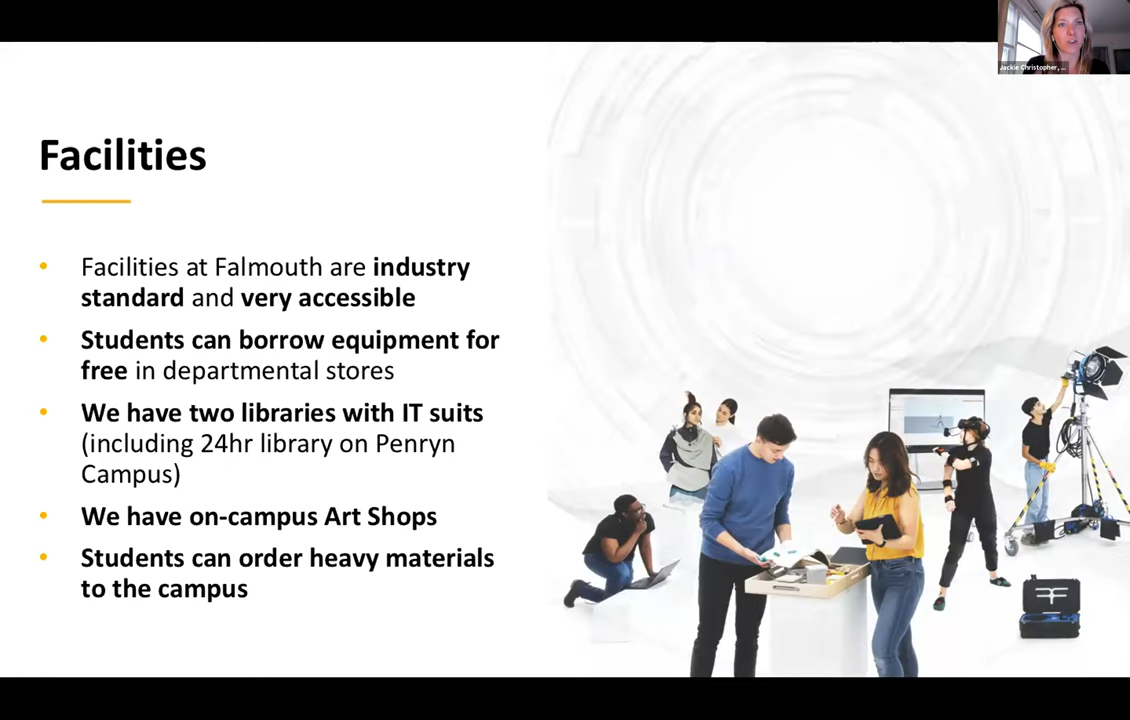 Jackie Christopher, ...
Facilities
• Facilities at Falmouth are industry
standard and very accessible
• Students can borrow equipment for
free in departmental stores
• We have two libraries with IT suits
(including 24hr library on Penryn
Campus)
• We have on-campus Art Shops
• Students can order heavy materials
to the campus